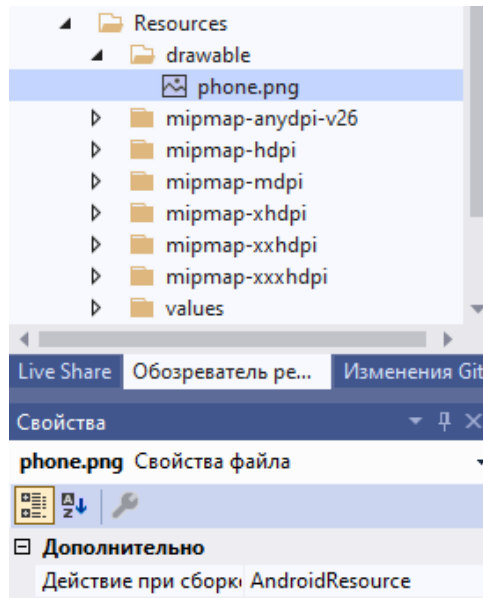 Resources
drawable
phone.png
mipmap-anydpi-v26
mipmap-hdpi
mipmap-mdpi
mipmap-xhdpi
mipmap-xxhdpi
mipmap-xxxhdpi
values
Live Share Обозреватель ре... Изменения Git
Свойства
phone.png Свойства файла
Дополнительно
Действие при сборк AndroidResource